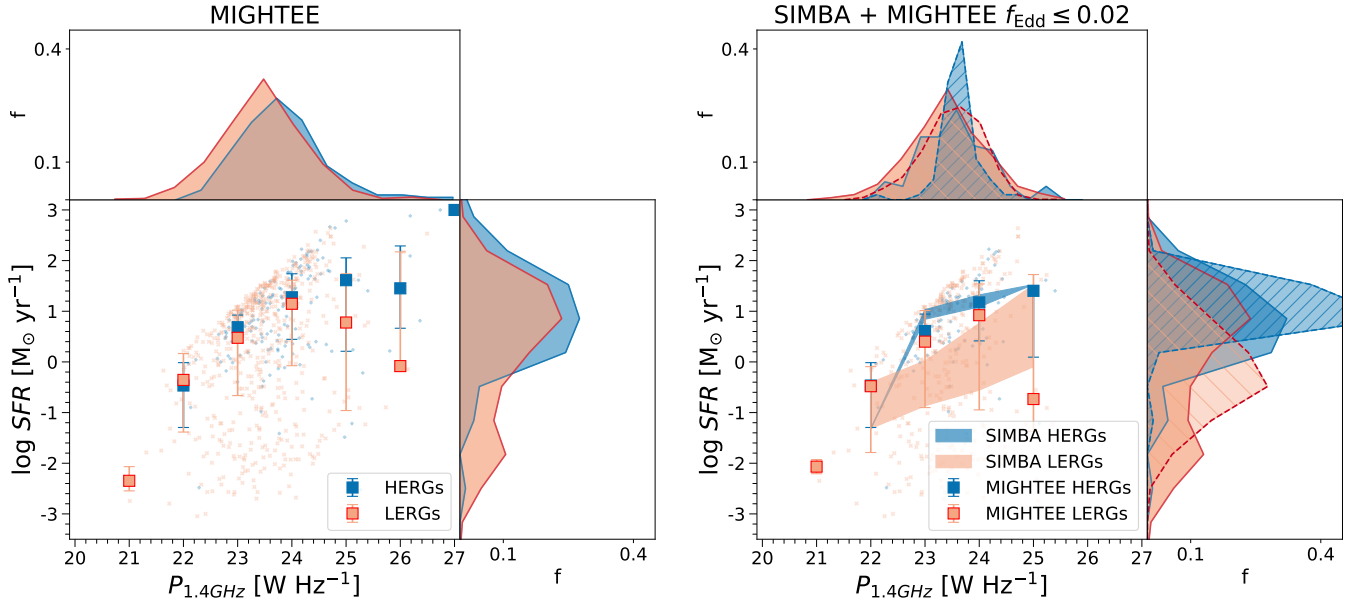 MIGHTEE
0.4
f
0.1
log SFR [M⊙ yr⁻¹]
3
2
1
0
-1
-2
-3
HERGs
LERGs
20 21 22 23 24 25 26 27
P1.4GHz [W Hz⁻¹]
0.1 0.4
f
SIMBA + MIGHTEE fEdd ≤ 0.02
0.4
f
0.1
log SFR [M⊙ yr⁻¹]
3
2
1
0
-1
-2
-3
SIMBA HERGs
SIMBA LERGs
MIGHTEE HERGs
MIGHTEE LERGs
20 21 22 23 24 25 26 27
P1.4GHz [W Hz⁻¹]
0.1 0.4
f